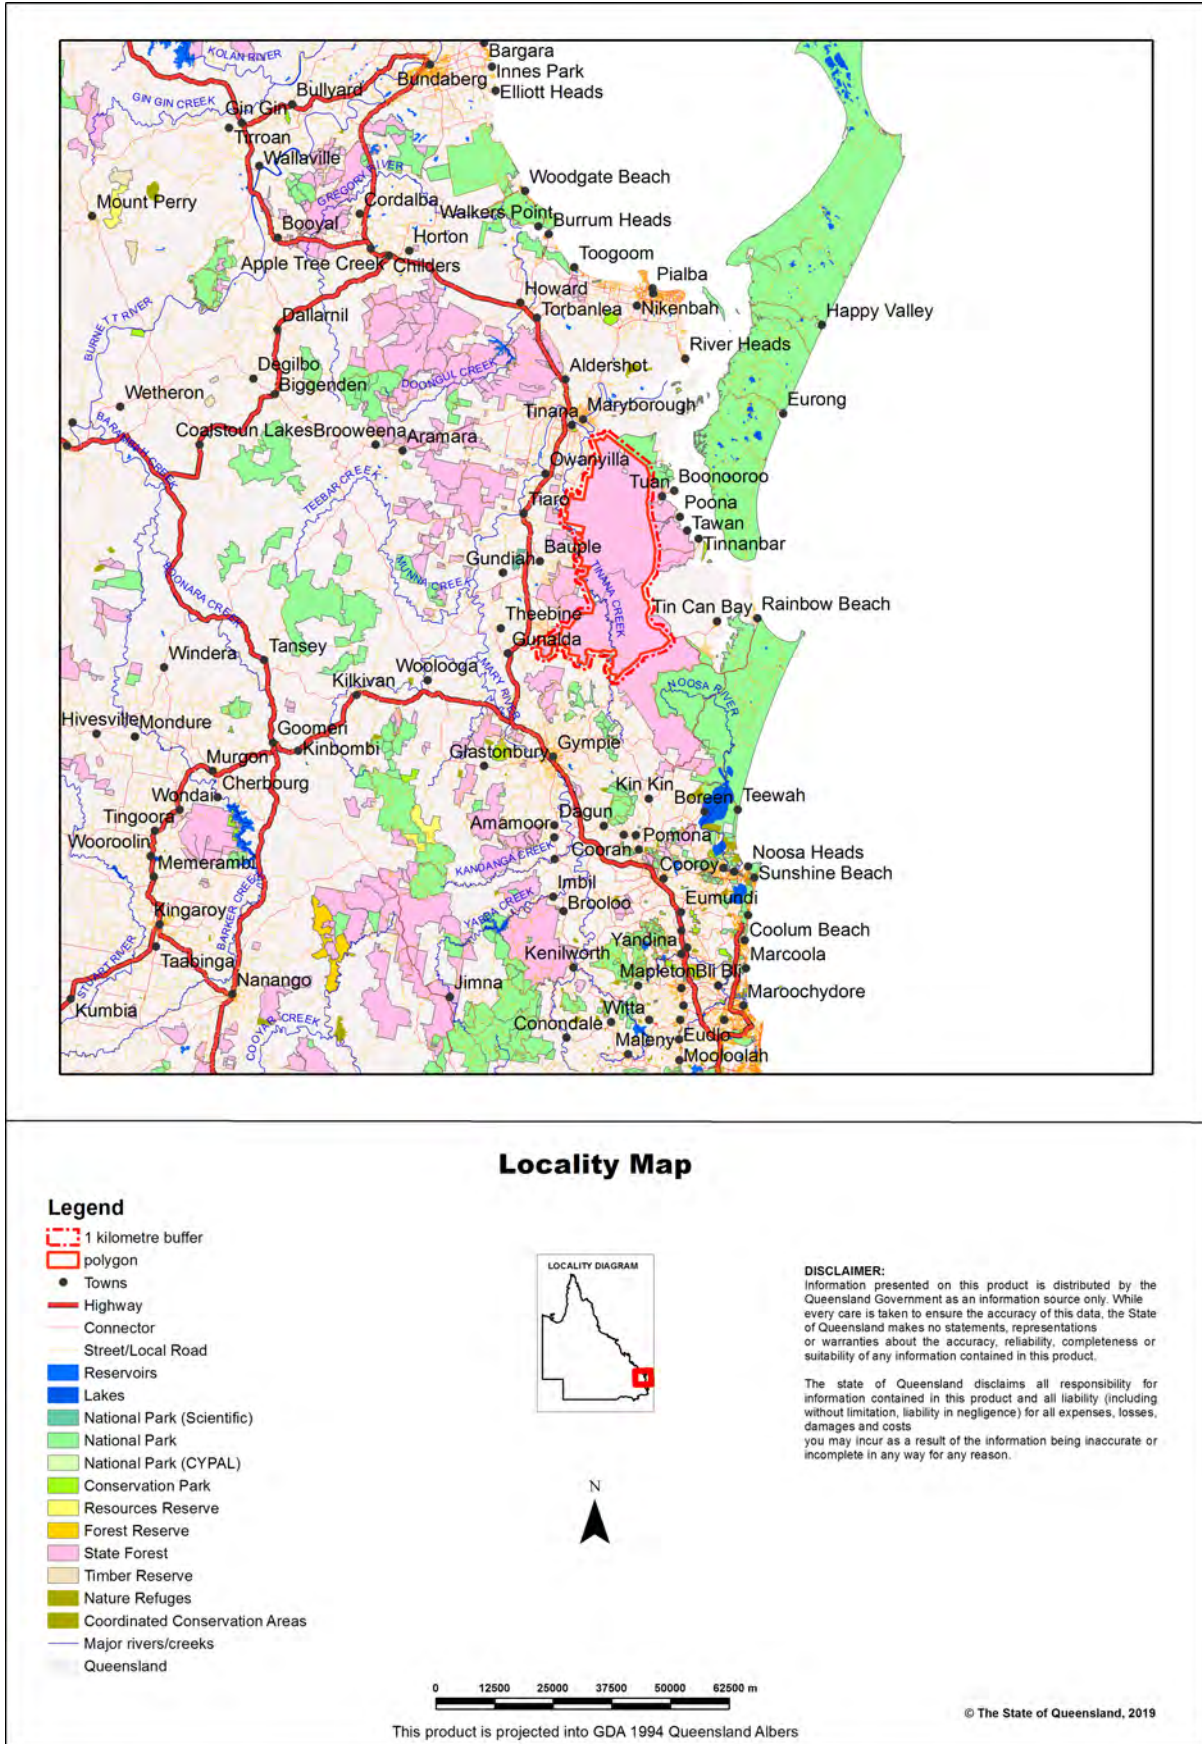 KOLAN RIVER
Bargara
Innes Park
Bundaberg
Elliott Heads
GIN GIN CREEK
Bullyard
Gin Gin
Tirroan
Wallaville
GREGORY RIVER
Woodgate Beach
Mount Perry
Cordalba
Walkers Point
Burrum Heads
Booyal
Horton
Apple Tree Creek
Childers
Toogoom
Pialba
Howard
Nikenbah
Torbanlea
Happy Valley
Dallarnil
BURNETT RIVER
River Heads
Degilbo
DOONGUL CREEK
Aldershot
Biggenden
Wetheron
Eurong
Tinana
Maryborough
BARAMBAH CREEK
Coalstoun Lakes
Brooweena
Aramara
Owanyilla
TEEBAR CREEK
Tuan
Boonooroo
Tiaro
Poona
Tawan
Tinnanbar
Bauple
Gundiah
MUNNA CREEK
BOONARA CREEK
TINANA CREEK
Theebine
Tin Can Bay
Rainbow Beach
Gunalda
Windera
Tansey
Woolooga
MARY RIVER
Kilkivan
NOOSA RIVER
Hivesville
Mondure
Goomeri
Kinbombi
Murgon
Glastonbury
Gympie
Cherbourg
Kin Kin
Wondai
Boreen
Teewah
Tingoora
Amamoor
Dagun
Wooroolin
Pomona
Cooran
Memerambi
KANDANGA CREEK
Cooroy
Noosa Heads
Sunshine Beach
Imbil
BARKER CREEK
YABBA CREEK
Brooloo
Eumundi
Kingaroy
Yandina
Coolum Beach
Kenilworth
Marcoola
Taabinga
STUART RIVER
Mapleton
Bli Bli
Nanango
Jimna
Maroochydore
Kumbia
Witta
COOYAR CREEK
Conondale
Eudlo
Maleny
Mooloolah
Locality Map
Legend
1 kilometre buffer
polygon
Towns
Highway
Connector
Street/Local Road
Reservoirs
Lakes
National Park (Scientific)
National Park
National Park (CYPAL)
Conservation Park
Resources Reserve
Forest Reserve
State Forest
Timber Reserve
Nature Refuges
Coordinated Conservation Areas
Major rivers/creeks
Queensland
LOCALITY DIAGRAM
N
DISCLAIMER:
Information presented on this product is distributed by the
Queensland Government as an information source only. While
every care is taken to ensure the accuracy of this data, the State
of Queensland makes no statements, representations
or warranties about the accuracy, reliability, completeness or
suitability of any information contained in this product.
The state of Queensland disclaims all responsibility for
information contained in this product and all liability (including
without limitation, liability in negligence) for all expenses, losses,
damages and costs
you may incur as a result of the information being inaccurate or
incomplete in any way for any reason.
0 12500 25000 37500 50000 62500 m
This product is projected into GDA 1994 Queensland Albers
© The State of Queensland, 2019